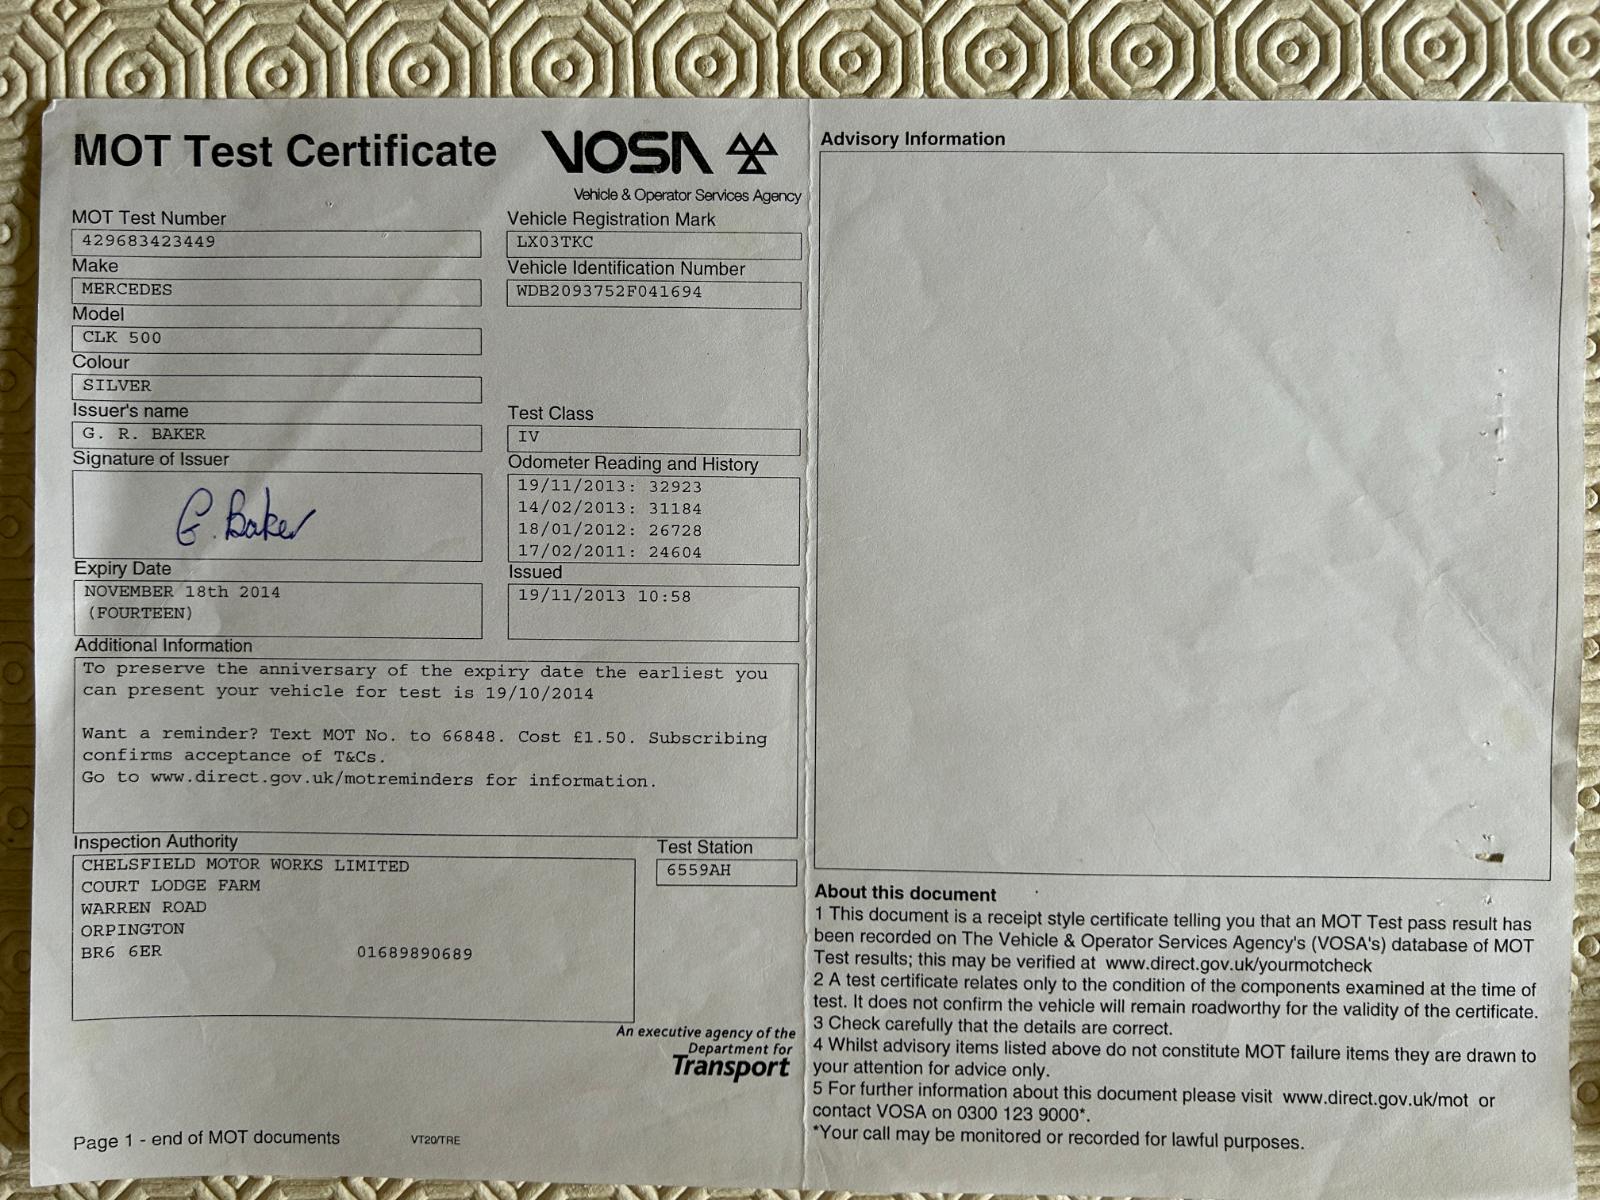 MOT Test Certificate
VOSA
Vehicle & Operator Services Agency
MOT Test Number
429683423449
Make
MERCEDES
Model
CLK 500
Colour
SILVER
Issuer's name
G. R. BAKER
Signature of Issuer
G. Baker
Expiry Date
NOVEMBER 18th 2014
(FOURTEEN)
Vehicle Registration Mark
LX03TKC
Vehicle Identification Number
WDB2093752F041694
Test Class
IV
Odometer Reading and History
19/11/2013: 32923
14/02/2013: 31184
18/01/2012: 26728
17/02/2011: 24604
Issued
19/11/2013 10:58
Additional Information
To preserve the anniversary of the expiry date the earliest you
can present your vehicle for test is 19/10/2014
Want a reminder? Text MOT No. to 66848. Cost £1.50. Subscribing
confirms acceptance of T&Cs.
Go to www.direct.gov.uk/motreminders for information.
Inspection Authority
CHELSFIELD MOTOR WORKS LIMITED
COURT LODGE FARM
WARREN ROAD
ORPINGTON
BR6 6ER 01689890689
Test Station
6559AH
An executive agency of the
Department for
Transport
Page 1 - end of MOT documents VT20/TRE
Advisory Information
About this document
1 This document is a receipt style certificate telling you that an MOT Test pass result has
been recorded on The Vehicle & Operator Services Agency's (VOSA's) database of MOT
Test results; this may be verified at www.direct.gov.uk/yourmotcheck
2 A test certificate relates only to the condition of the components examined at the time of
test. It does not confirm the vehicle will remain roadworthy for the validity of the certificate.
3 Check carefully that the details are correct.
4 Whilst advisory items listed above do not constitute MOT failure items they are drawn to
your attention for advice only.
5 For further information about this document please visit www.direct.gov.uk/mot or
contact VOSA on 0300 123 9000*.
*Your call may be monitored or recorded for lawful purposes.